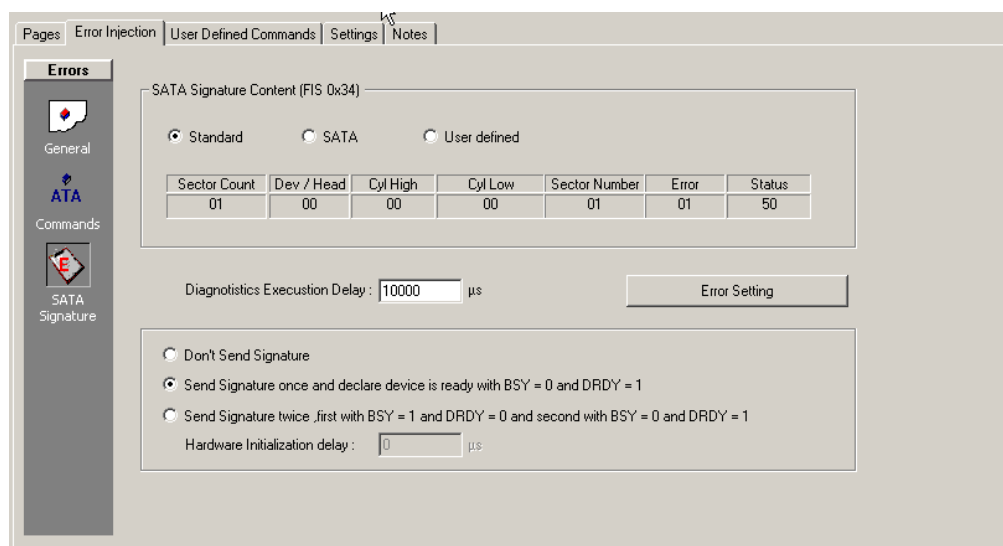 Pages Error Injection User Defined Commands Settings Notes
Errors
General
ATA
Commands
E
SATA
Signature
SATA Signature Content (FIS 0x34)
Standard SATA User defined
Sector Count Dev / Head Cyl High Cyl Low Sector Number Error Status
01 00 00 00 01 01 50
Diagnotistics Execustion Delay : 10000 µs Error Setting
Don't Send Signature
Send Signature once and declare device is ready with BSY = 0 and DRDY = 1
Send Signature twice ,first with BSY = 1 and DRDY = 0 and second with BSY = 0 and DRDY = 1
Hardware Initialization delay : 0 µs